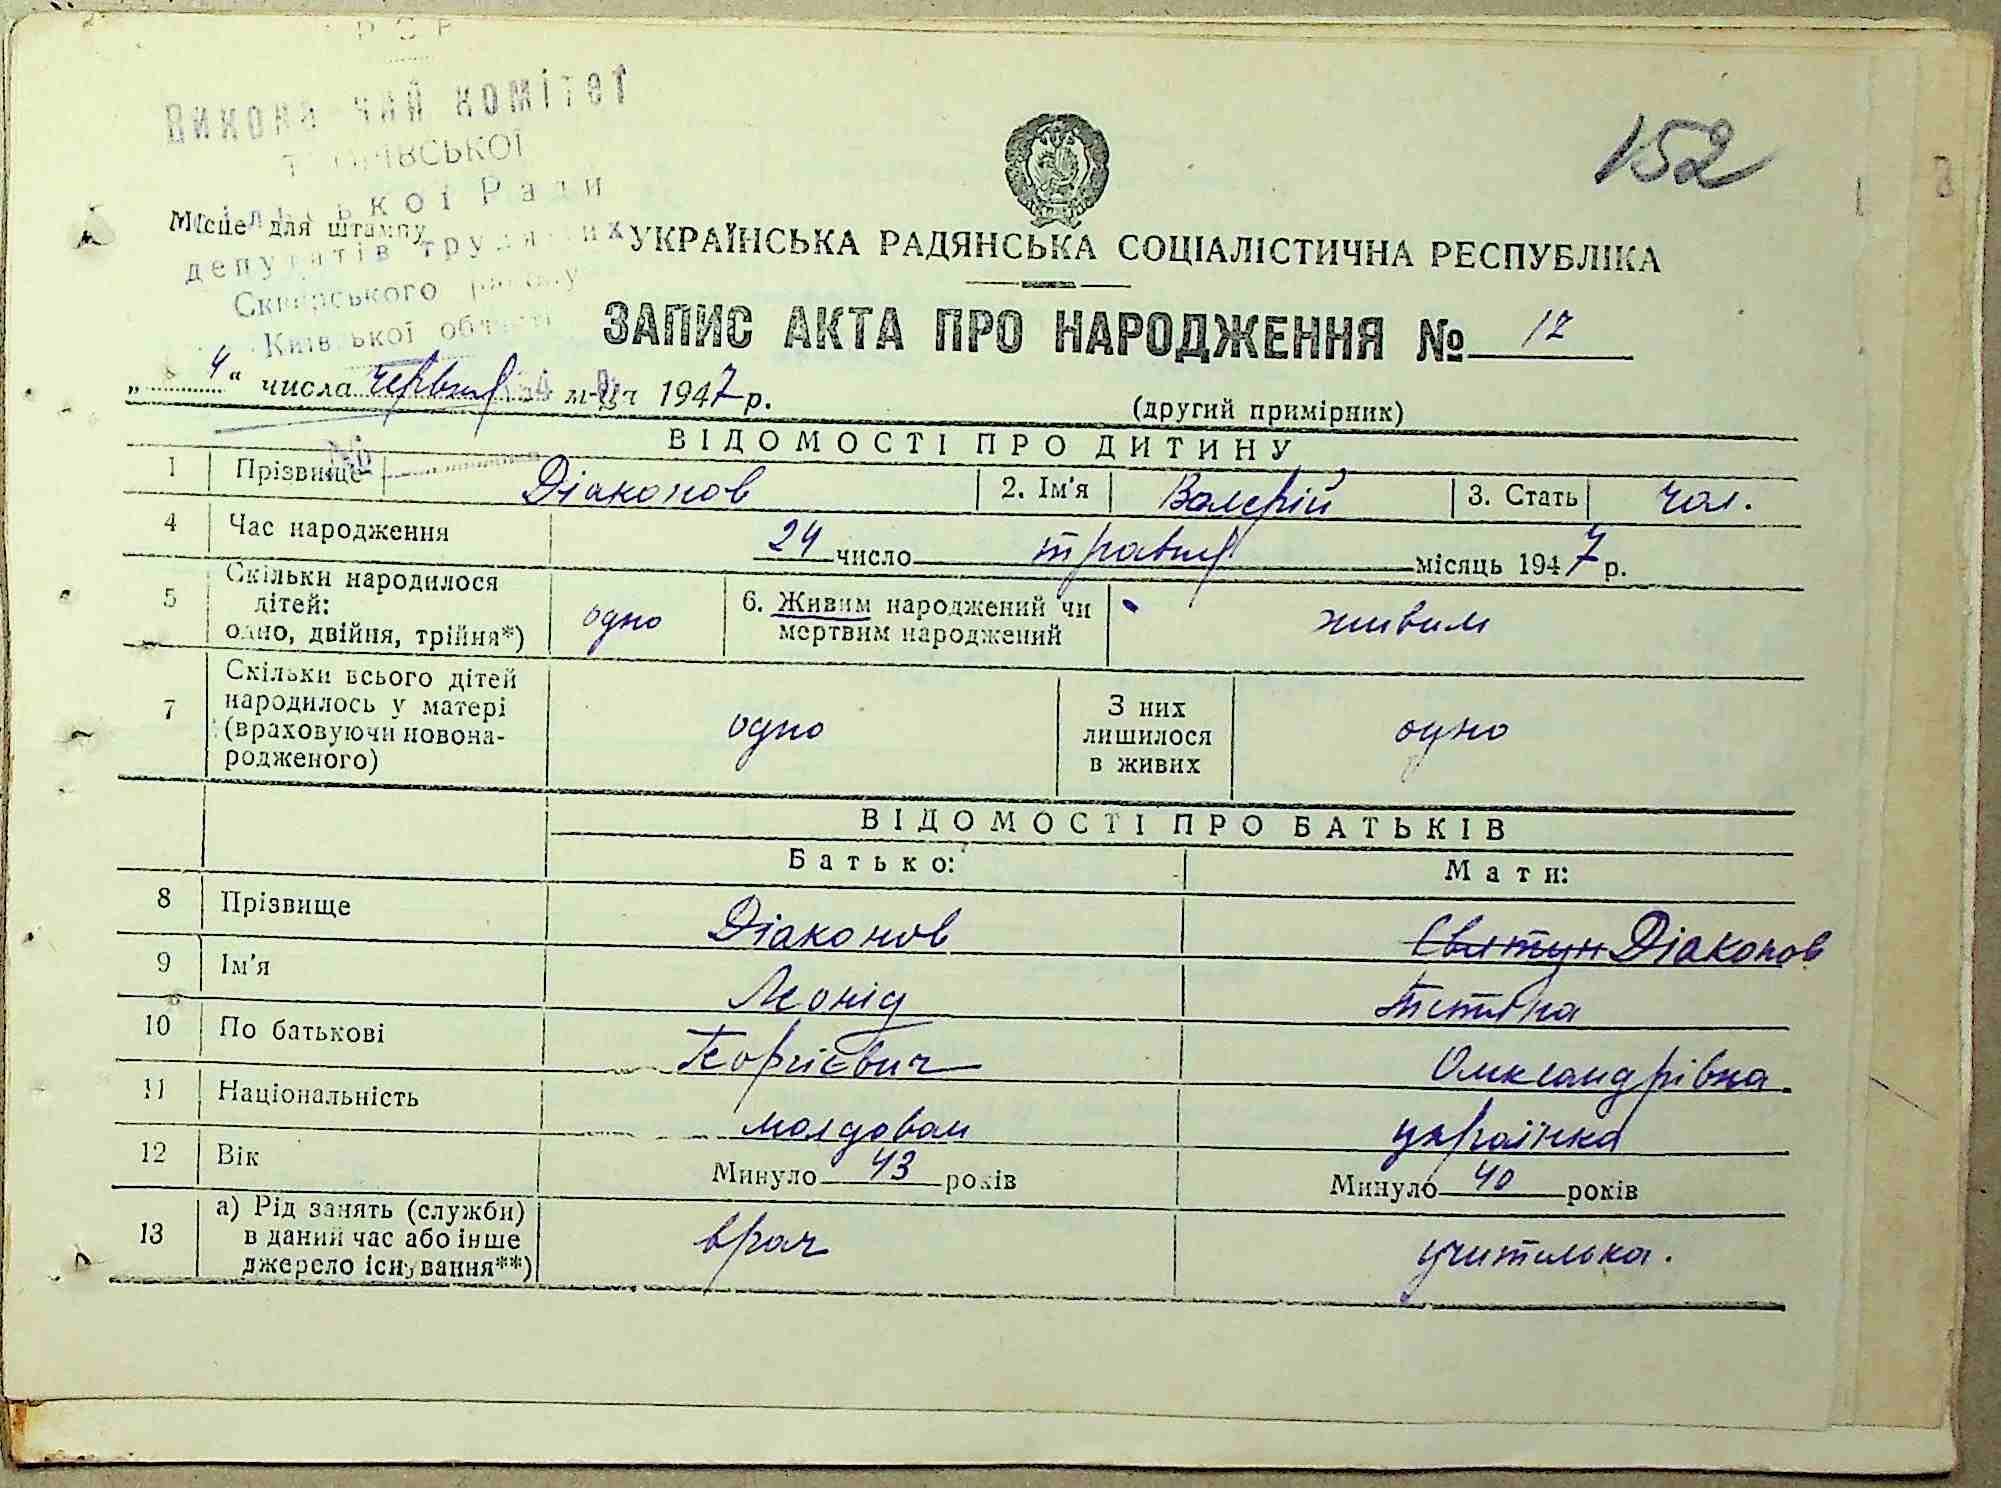 Р С Р
152
Місце для штампу
депутатів трудящих
Сквирського району
Київської області
УКРАЇНСЬКА РАДЯНСЬКА СОЦІАЛІСТИЧНА РЕСПУБЛІКА
ЗАПИС АКТА ПРО НАРОДЖЕННЯ № 17
„ 4 “ числа червня м-ця 1947 р.
(другий примірник)
ВІДОМОСТІ ПРО ДИТИНУ
1 Прізвище Діаконов 2. Ім'я Валерій 3. Стать чол.
4 Час народження 24 число травня місяць 1947 р.
5 Скільки народилося
дітей:
одно, двійня, трійня*) одно
6. Живим народжений чи
мертвим народжений живим
7 Скільки всього дітей
народилось у матері
(враховуючи новона-
родженого) одно
З них
лишилося
в живих одно
ВІДОМОСТІ ПРО БАТЬКІВ
Батько: Мати:
8 Прізвище Діаконов Святун Діаконов
9 Ім'я Леонід Тетяна
10 По батькові Георгієвич Олександрівна
11 Національність молдован українка
12 Вік Минуло 43 років Минуло 40 років
13 а) Рід занять (служби)
в даний час або інше
джерело існування**) врач учителька.